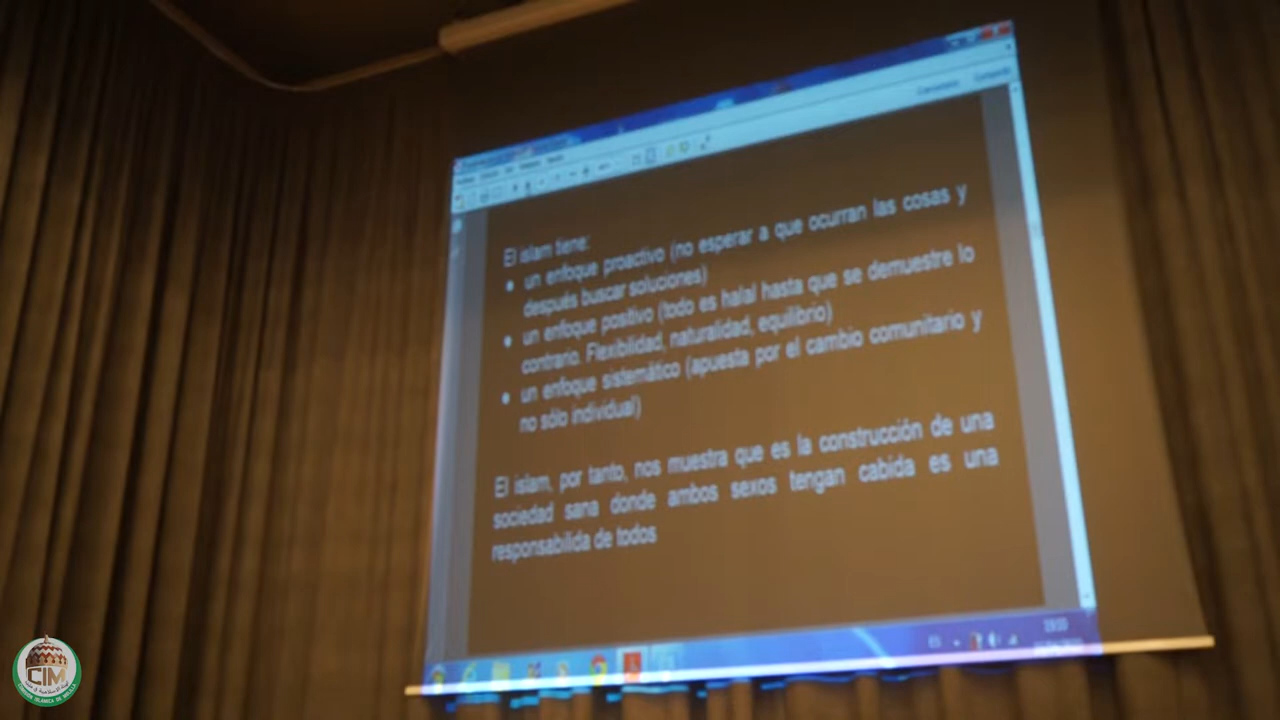 El islam tiene:
• un enfoque proactivo (no esperar a que ocurran las cosas y
después buscar soluciones)
• un enfoque positivo (todo es halal hasta que se demuestre lo
contrario. Flexibilidad, naturalidad, equilibrio)
• un enfoque sistemático (apuesta por el cambio comunitario y
no sólo individual)
El islam, por tanto, nos muestra que es la construcción de una
sociedad sana donde ambos sexos tengan cabida es una
responsabilida de todos
ES
CIM